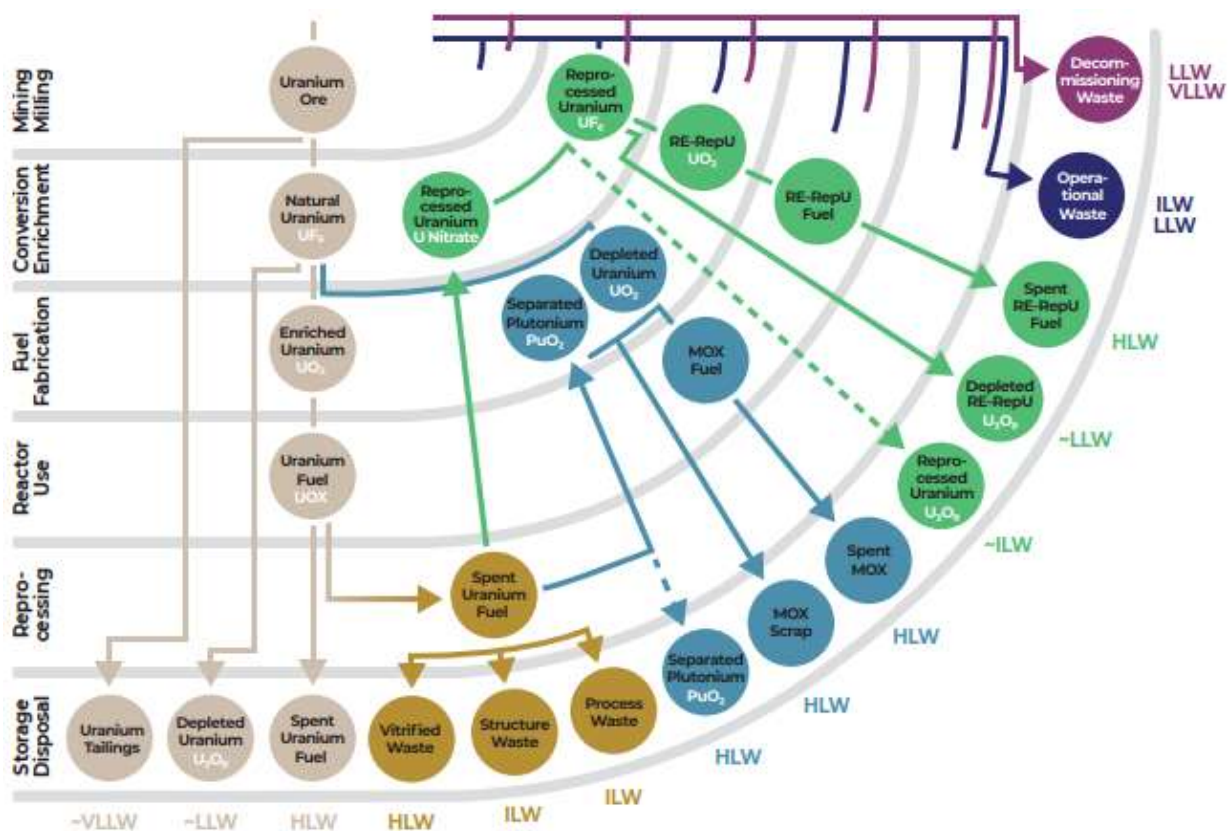 Mining
Milling
Conversion
Enrichment
Fuel
Fabrication
Reactor
Use
Repro-
cessing
Storage
Disposal
Uranium
Ore
Natural
Uranium
UF₆
Enriched
Uranium
UO₂
Uranium
Fuel
UOX
Uranium
Tailings
~VLLW
Depleted
Uranium
U₃O₈
~LLW
Spent
Uranium
Fuel
HLW
Spent
Uranium
Fuel
Vitrified
Waste
HLW
Structure
Waste
ILW
Process
Waste
ILW
Separated
Plutonium
PuO₂
Depleted
Uranium
UO₂
MOX
Fuel
Separated
Plutonium
PuO₂
HLW
MOX
Scrap
HLW
Spent
MOX
HLW
Repro-
cessed
Uranium
U Nitrate
Repro-
cessed
Uranium
UF₆
RE-RepU
UO₂
RE-RepU
Fuel
Spent
RE-RepU
Fuel
HLW
Depleted
RE-RepU
U₃O₈
~LLW
Repro-
cessed
Uranium
U₃O₈
~ILW
Decom-
missioning
Waste
LLW
VLLW
Opera-
tional
Waste
ILW
LLW